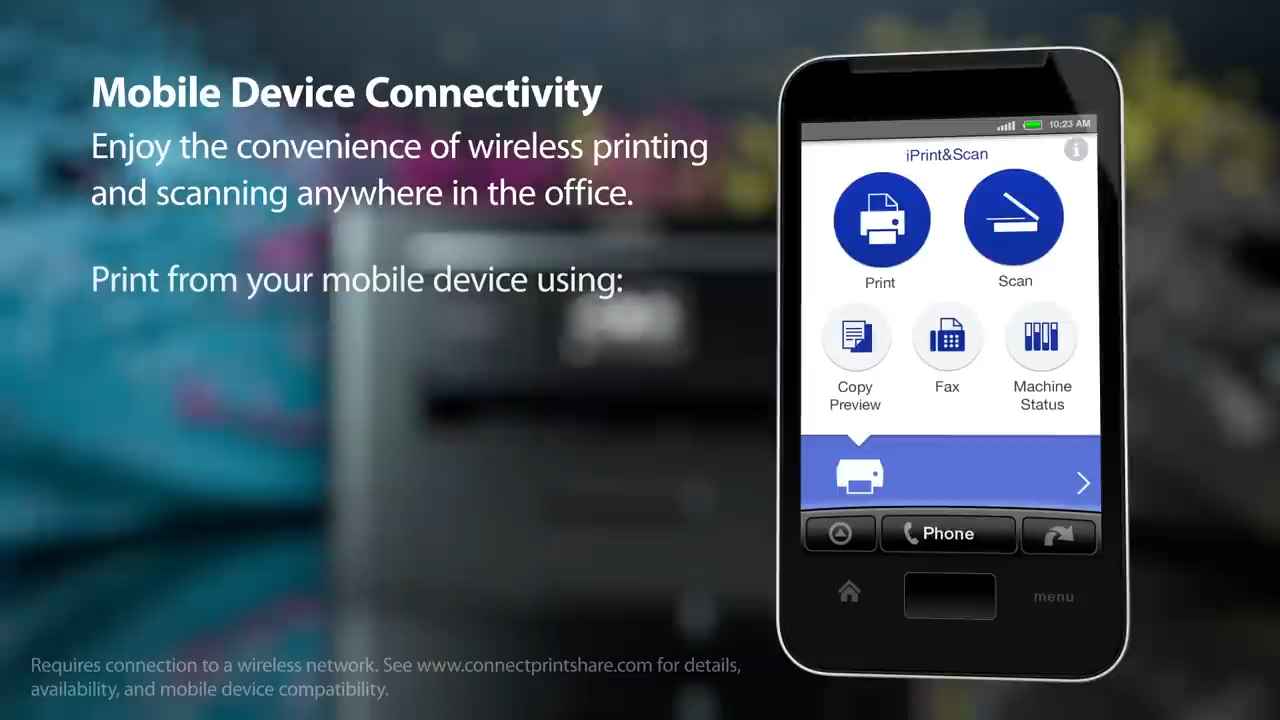 Mobile Device Connectivity
Enjoy the convenience of wireless printing
and scanning anywhere in the office.
Print from your mobile device using:
10:23 AM
iPrint&Scan
i
Print
Scan
Copy
Preview
Fax
Machine
Status
Phone
menu
Requires connection to a wireless network. See www.connectprintshare.com for details,
availability, and mobile device compatibility.